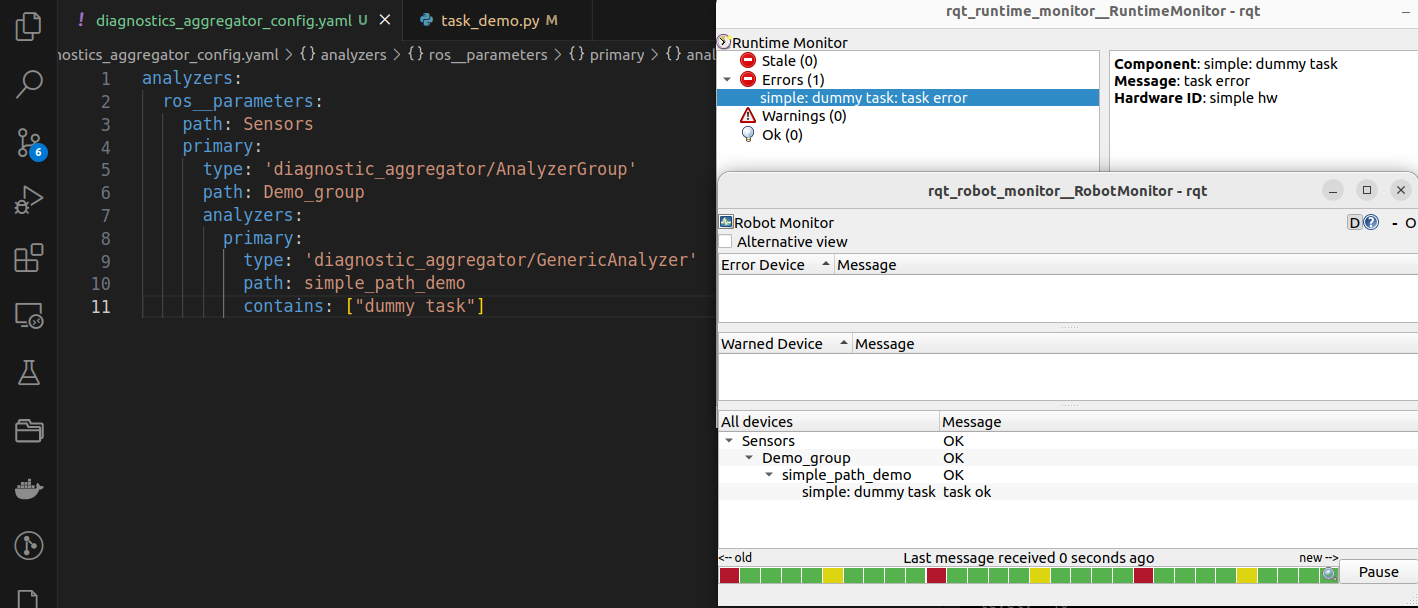 diagnostics_aggregator_config.yaml U
task_demo.py M
nostics_aggregator_config.yaml > {} analyzers > {} ros__parameters > {} primary > {} anal
6
1 analyzers:
2 ros__parameters:
3 path: Sensors
4 primary:
5 type: 'diagnostic_aggregator/AnalyzerGroup'
6 path: Demo_group
7 analyzers:
8 primary:
9 type: 'diagnostic_aggregator/GenericAnalyzer'
10 path: simple_path_demo
11 contains: ["dummy task"]
rqt_runtime_monitor__RuntimeMonitor - rqt
Runtime Monitor
Stale (0)
Errors (1)
simple: dummy task: task error
Warnings (0)
Ok (0)
Component: simple: dummy task
Message: task error
Hardware ID: simple hw
rqt_robot_monitor__RobotMonitor - rqt
Robot Monitor
D ? - O
Alternative view
Error Device Message
Warned Device Message
All devices Message
Sensors OK
Demo_group OK
simple_path_demo OK
simple: dummy task task ok
<-- old Last message received 0 seconds ago new -->
Pause